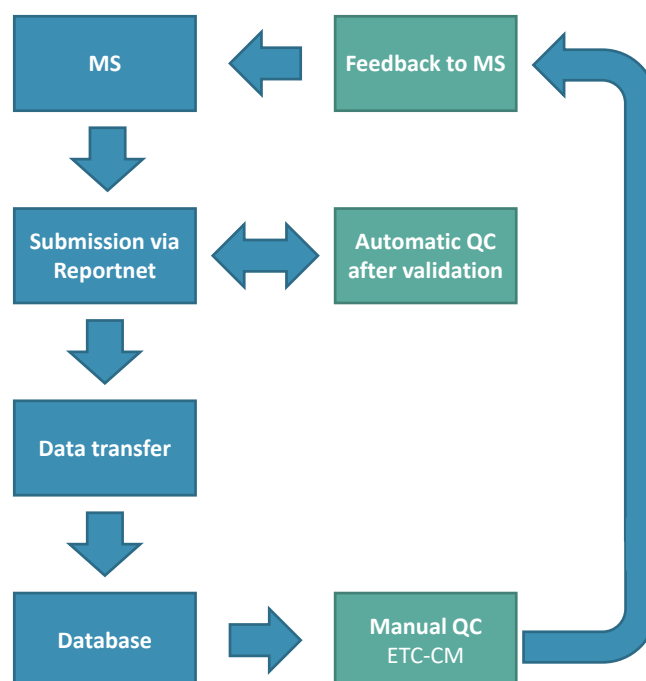 MS
Feedback to MS
Submission via
Reportnet
Automatic QC
after validation
Data transfer
Database
Manual QC
ETC-CM